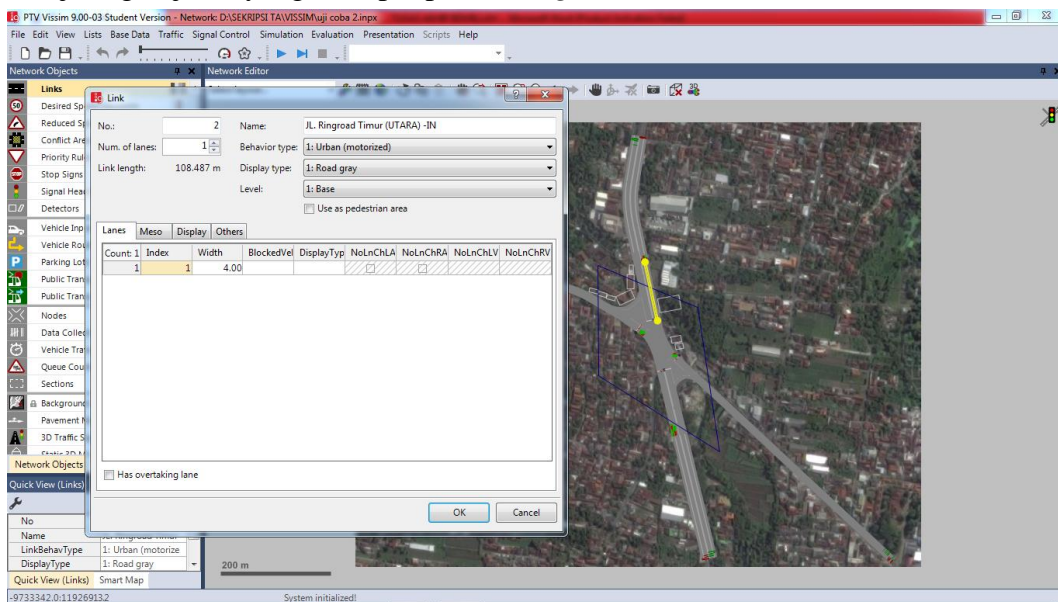 PTV Vissim 9.00-03 Student Version - Network: D:\SEKRIPSI TA\VISSIM\uji coba 2.inpx
File Edit View Lists Base Data Traffic Signal Control Simulation Evaluation Presentation Scripts Help
Network Objects
Network Editor
Links
Desired Sp
Reduced Sp
Conflict Are
Priority Rul
Stop Signs
Signal Hea
Detectors
Vehicle Inp
Vehicle Rou
Parking Lot
Public Tran
Public Tran
Nodes
Data Collec
Vehicle Tra
Queue Cou
Sections
Background
Pavement M
3D Traffic S
Network Objects
Link
No.: 2 Name: JL. Ringroad Timur (UTARA) -IN
Num. of lanes: 1 Behavior type: 1: Urban (motorized)
Link length: 108.487 m Display type: 1: Road gray
Level: 1: Base
Use as pedestrian area
Lanes Meso Display Others
Count: 1 Index Width BlockedVel DisplayTyp NoLnChLA NoLnChRA NoLnChLV NoLnChRV
1 1 4.00
Has overtaking lane
OK Cancel
Quick View (Links)
No
Name
LinkBehavType 1: Urban (motorize
DisplayType 1: Road gray
Quick View (Links) Smart Map
200 m
-9733342.0:11926913.2 System initialized!